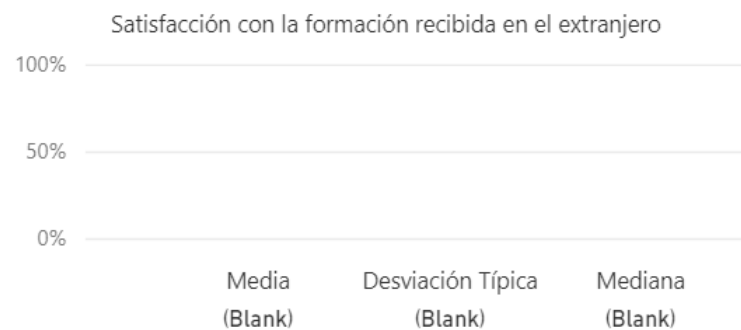 Satisfacción con la formación recibida en el extranjero
100%
50%
0%
Media Desviación Típica Mediana
(Blank) (Blank) (Blank)